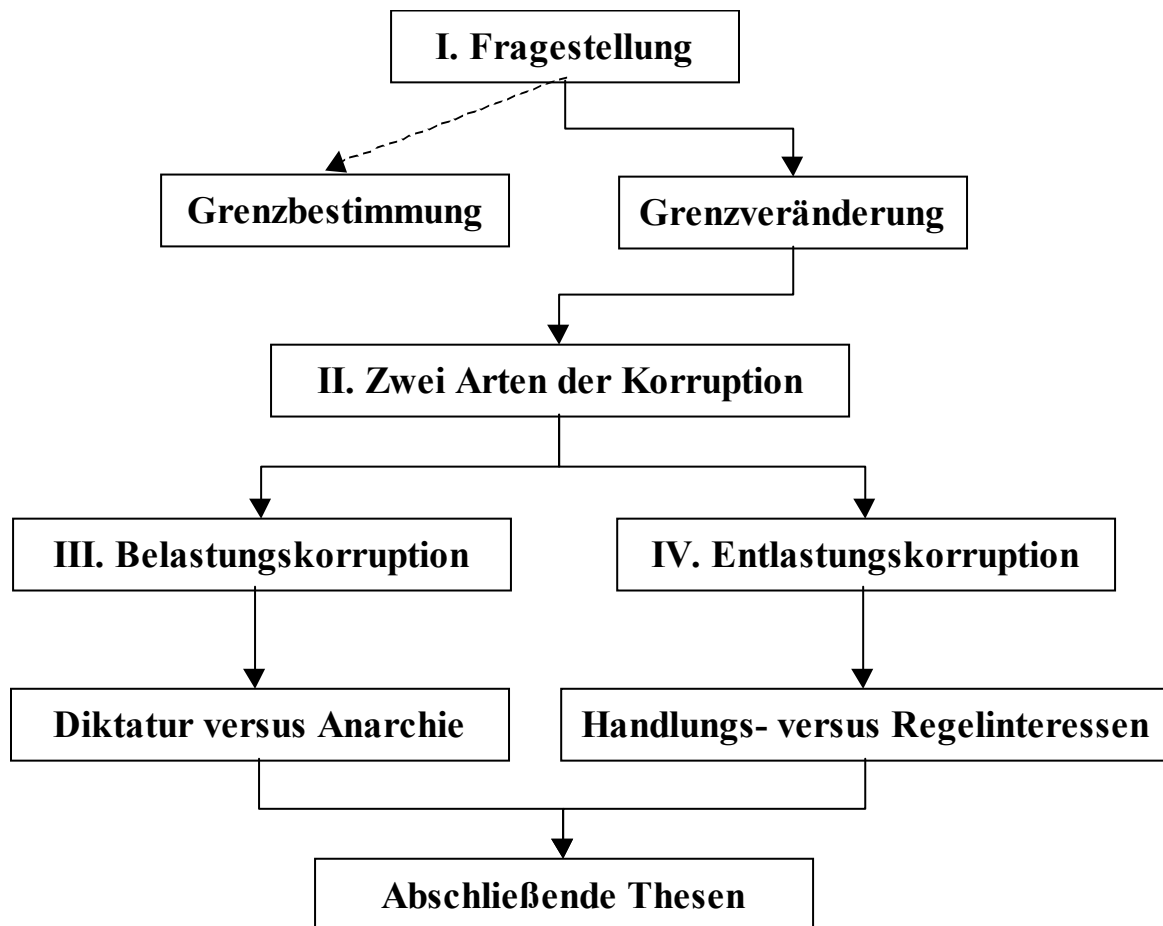 I. Fragestellung
Grenzbestimmung
Grenzveränderung
II. Zwei Arten der Korruption
III. Belastungskorruption
IV. Entlastungskorruption
Diktatur versus Anarchie
Handlungs- versus Regelinteressen
Abschließende Thesen